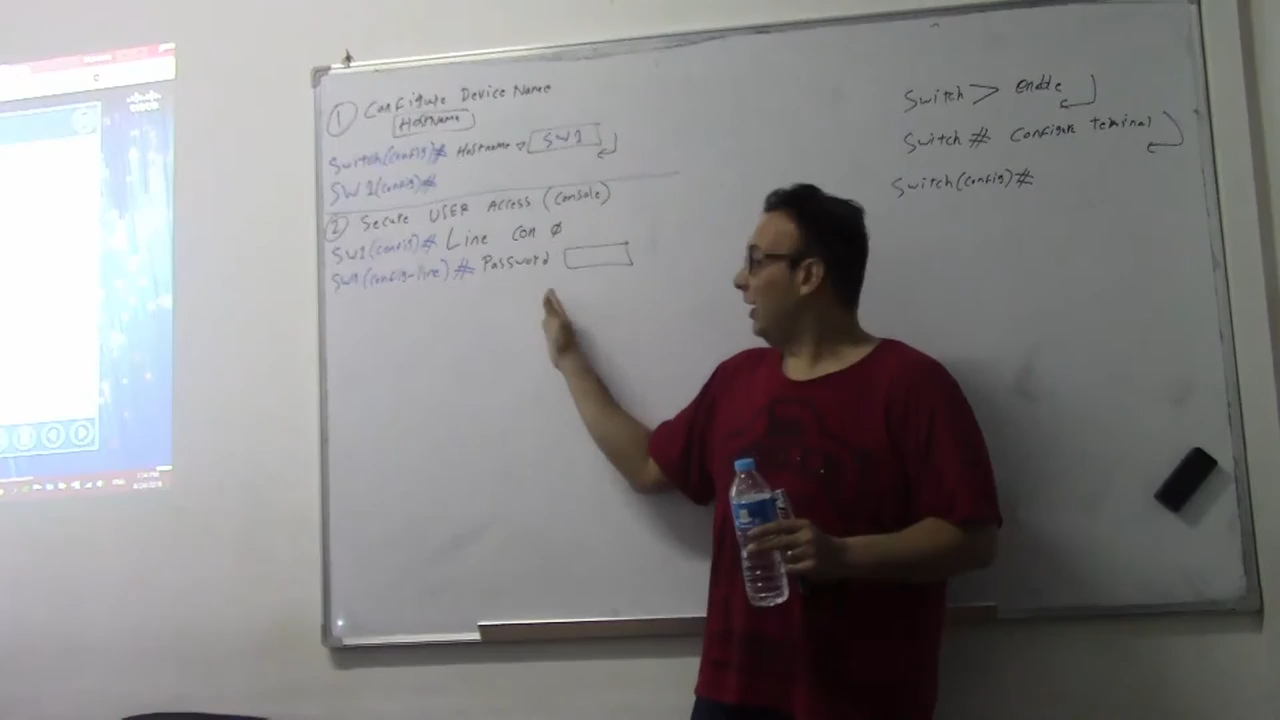 ① Configure Device Name
HostName
Switch(config)# Hostname SW1
SW1(config)#
② Secure USER Access (console)
SW1(config)# Line con 0
SW1(config-line)# Password
Switch> enable
Switch# Configure Teminal
Switch(config)#